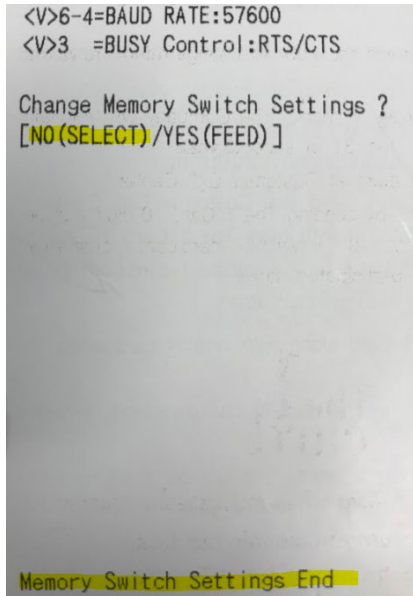 <V>6-4=BAUD RATE:57600
<V>3  =BUSY Control:RTS/CTS
Change Memory Switch Settings ?
[NO(SELECT)/YES(FEED)]
Memory Switch Settings End